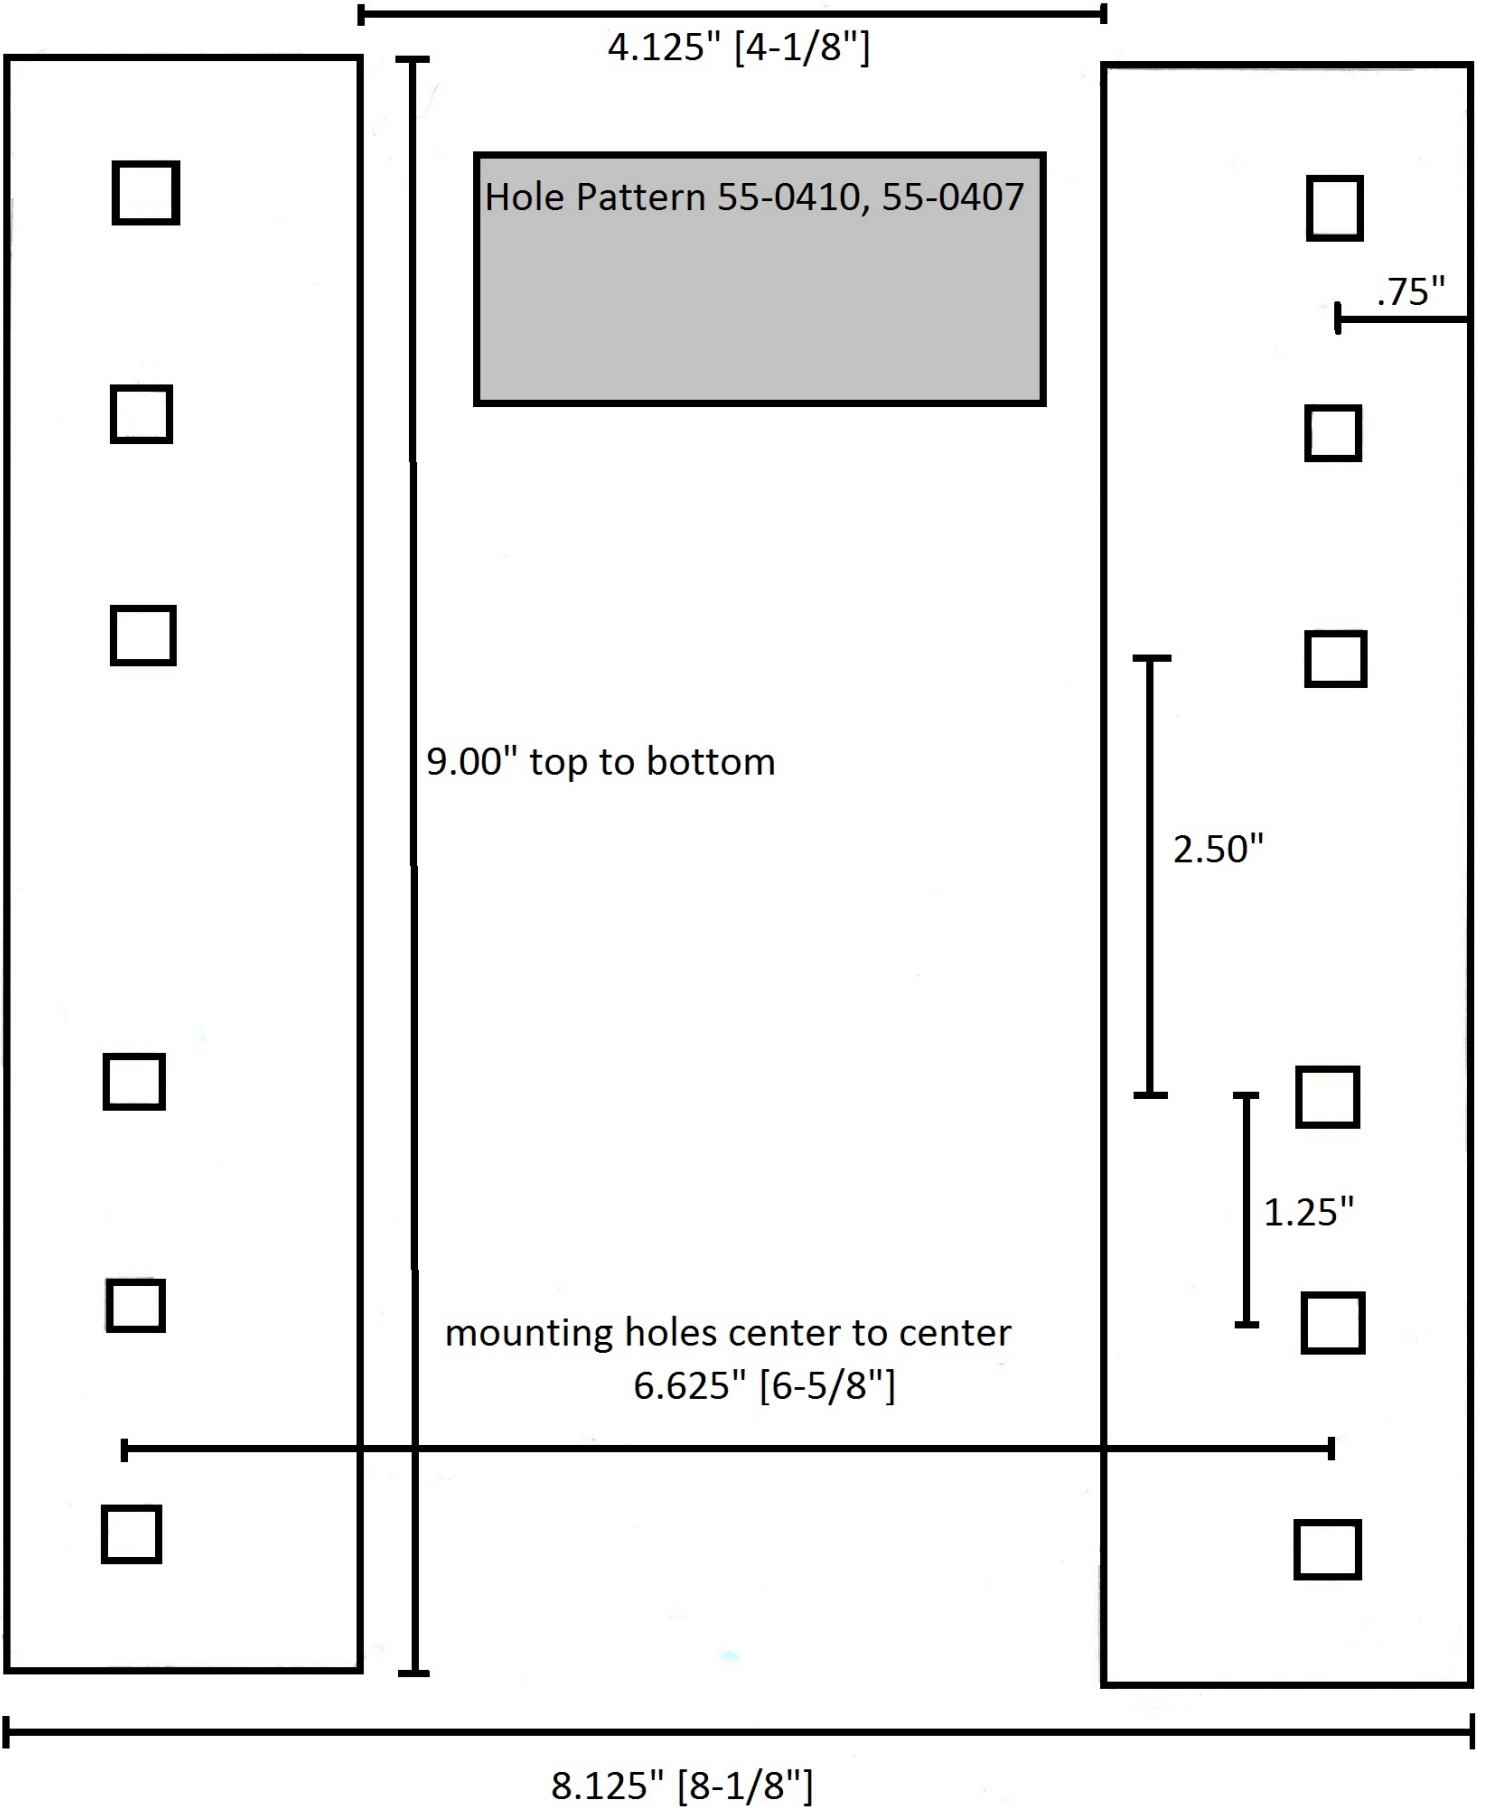 4.125" [4-1/8"]
Hole Pattern 55-0410, 55-0407
.75"
9.00" top to bottom
2.50"
1.25"
mounting holes center to center
6.625" [6-5/8"]
8.125" [8-1/8"]